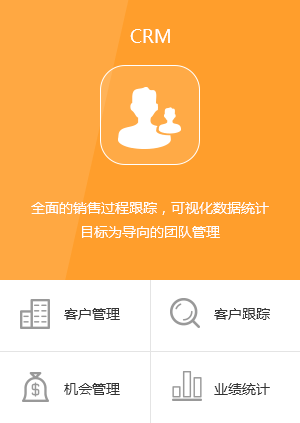 CRM
全面的销售过程跟踪，可视化数据统计
目标为导向的团队管理
客户管理
客户跟踪
机会管理
业绩统计